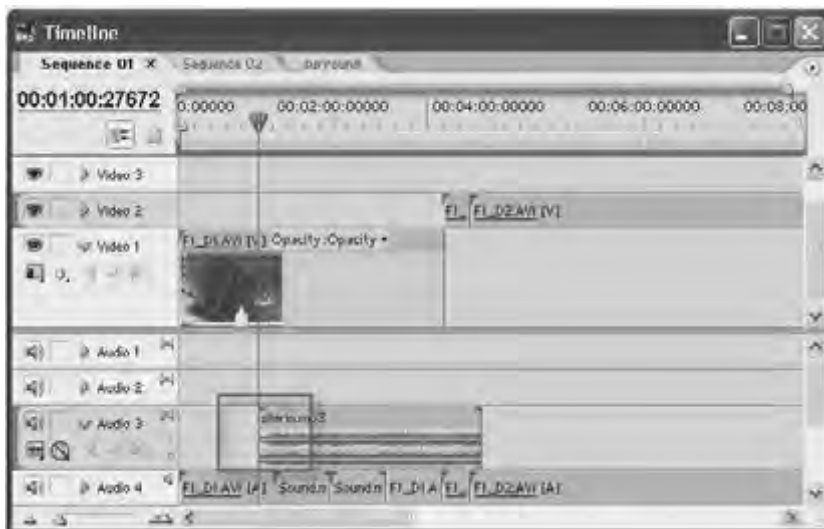 Timeline
Sequence 01 × Sequence 02 surround
00:01:00:27672
0:00000 00:02:00:00000 00:04:00:00000 00:06:00:00000 00:08:00
Video 3
Video 2 F1_ F1_D2.AVI [V]
Video 1 F1_D1.AVI [V] Opacity:Opacity
Audio 1
Audio 2
Audio 3
Audio 4 F1_D1.AVI [A] Sound.n Sound.n F1_D1.A F1_ F1_D2.AVI [A]